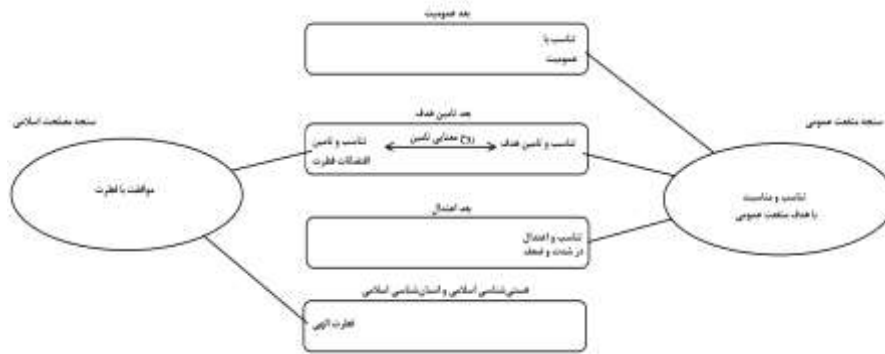 بعد عمومیت
تناسب با
عمومیت
سنجه منفعت عمومی
بعد تامین هدف
سنجه مصلحت اسلامی
تناسب و تامین هدف
روح معنایی تامین
تناسب و تامین
اقتضائات فطرت
تناسب و مناسبت
با هدف منفعت عمومی
موافقت با فطرت
بعد اعتدال
تناسب و اعتدال
در شدت و ضعف
هستی‌شناسی اسلامی و انسان‌شناسی اسلامی
فطرت الهی